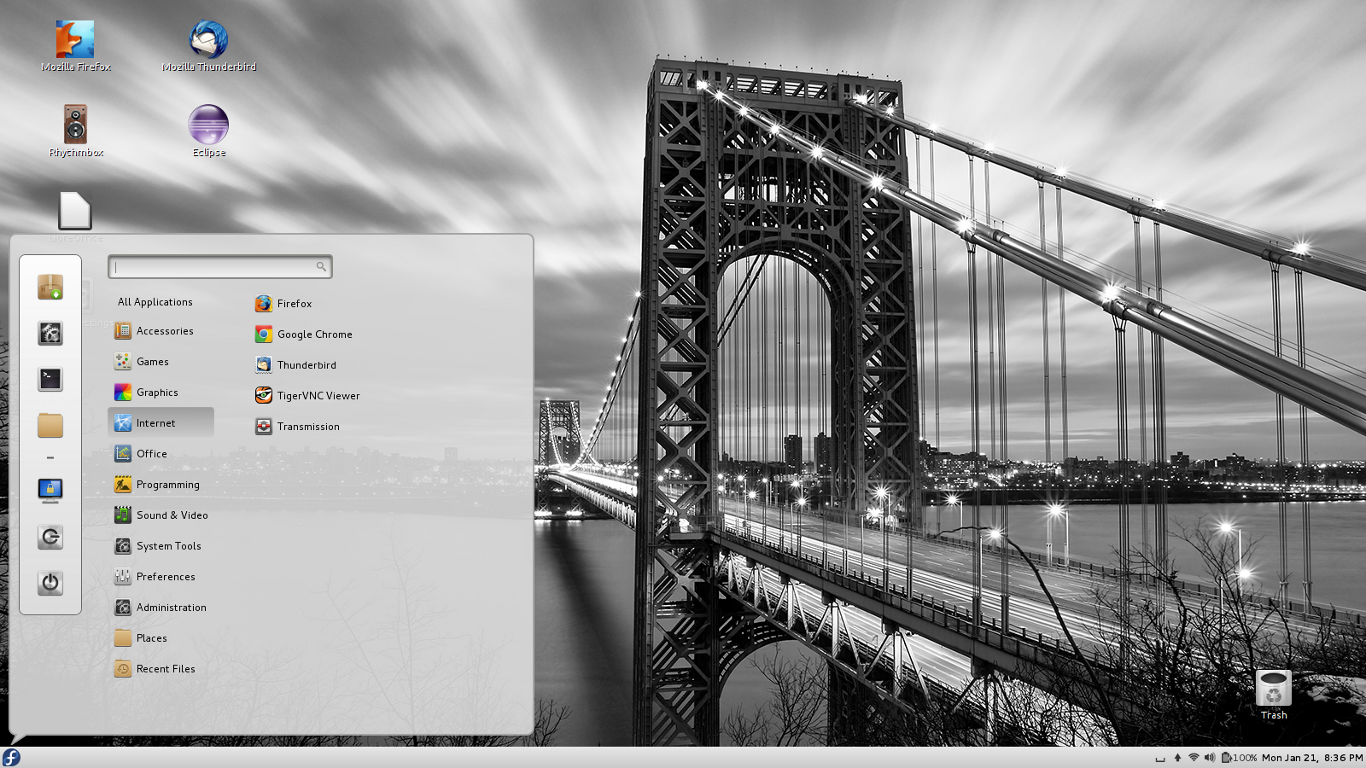 Mozilla Firefox
Mozilla Thunderbird
Rhythmbox
Eclipse
LibreOffice
All Applications
Accessories
Games
Graphics
Internet
Office
Programming
Sound & Video
System Tools
Preferences
Administration
Places
Recent Files
Firefox
Google Chrome
Thunderbird
TigerVNC Viewer
Transmission
Trash
100% Mon Jan 21, 8:36 PM